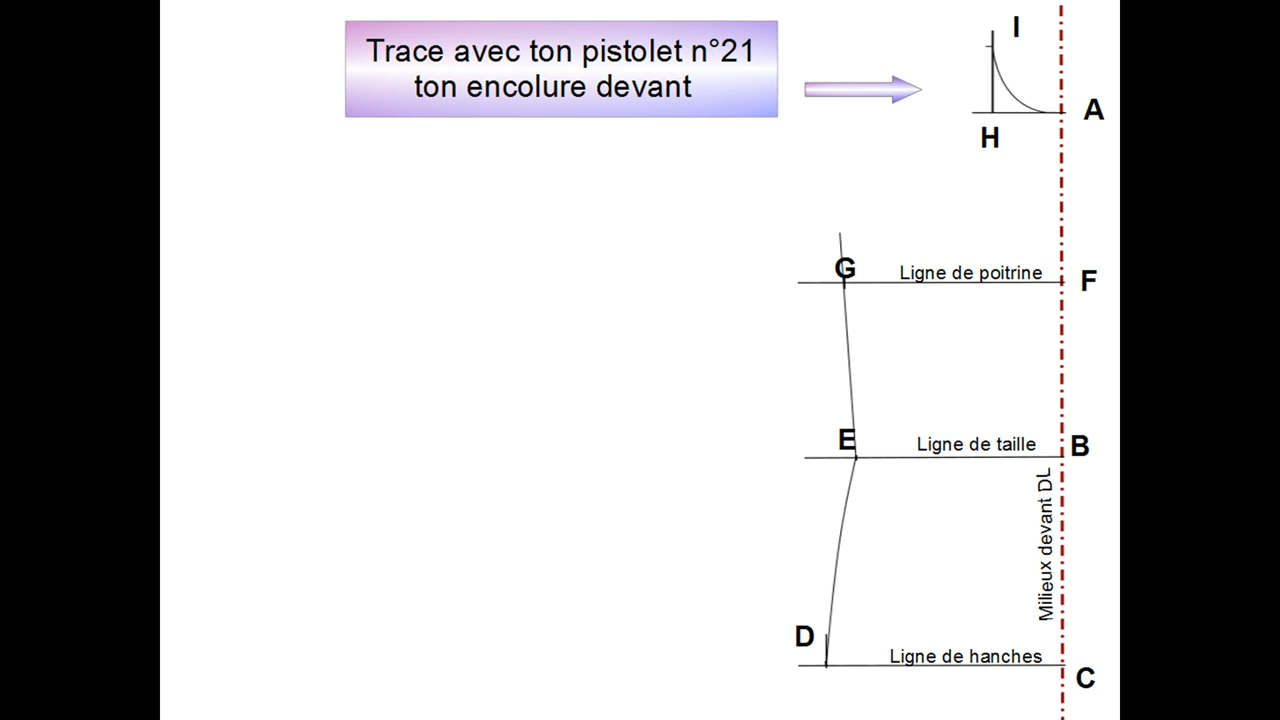 Trace avec ton pistolet n°21
ton encolure devant
I
A
H
G
Ligne de poitrine
F
E
Ligne de taille
B
Milieux devant DL
D
Ligne de hanches
C